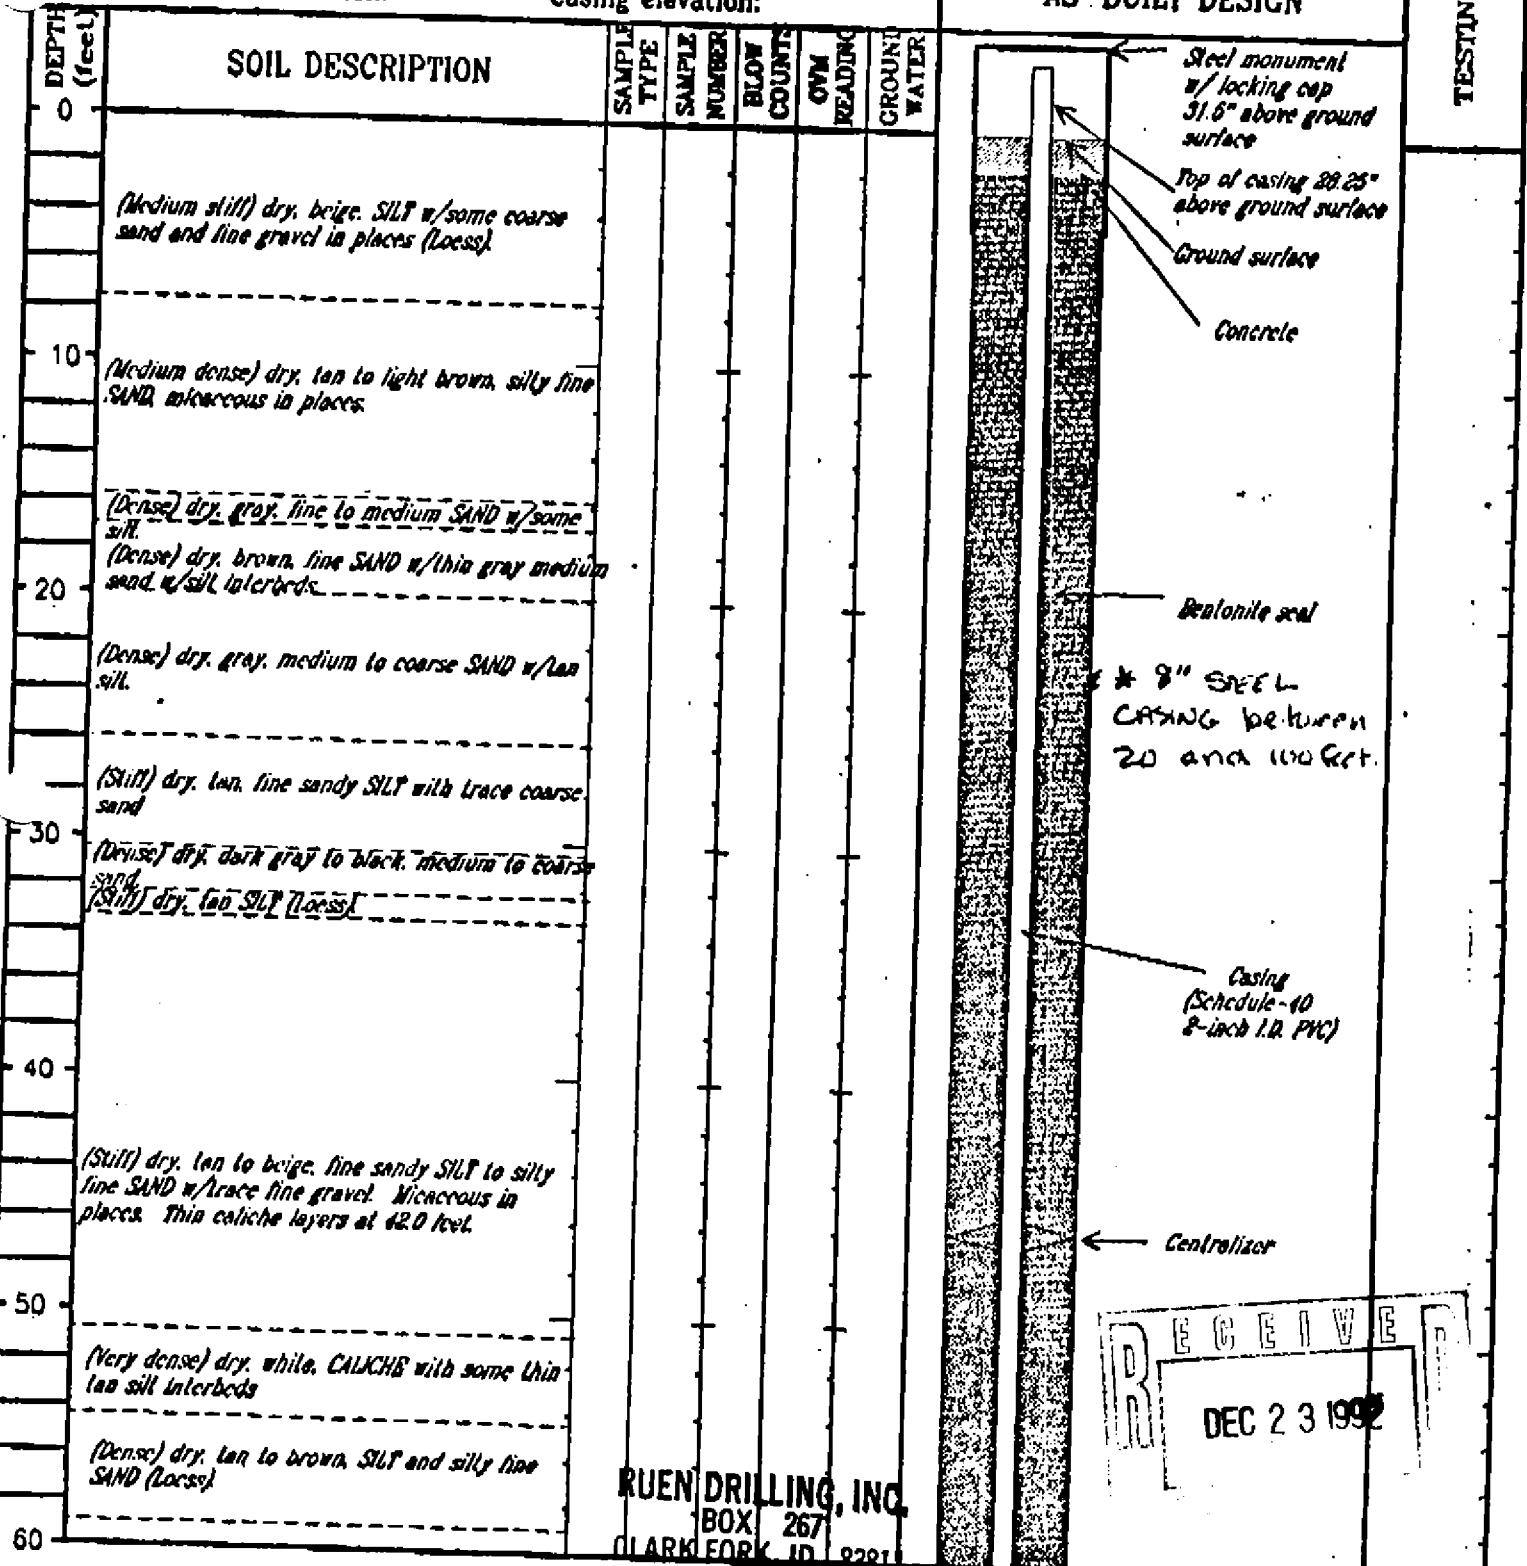 casing elevation:
AS-BUILT DESIGN
DEPTH
(feet)
SOIL DESCRIPTION
SAMPLE
TYPE
SAMPLE
NUMBER
BLOW
COUNTS
OVM
READING
GROUND
WATER
TESTIN
0
10
20
30
40
50
60
(Medium stiff) dry, beige, SILT w/some coarse
sand and fine gravel in places (Loess).
(Medium dense) dry, tan to light brown, silty fine
SAND, micaceous in places.
(Dense) dry, gray, fine to medium SAND w/some
silt.
(Dense) dry, brown, fine SAND w/thin gray medium
sand w/silt interbeds.
(Dense) dry, gray, medium to coarse SAND w/tan
silt.
(Stiff) dry, tan, fine sandy SILT with trace coarse
sand
(Dense) dry, dark gray to black, medium to coarse
sand.
(Stiff) dry, tan SILT (Loess).
(Stiff) dry, tan to beige, fine sandy SILT to silty
fine SAND w/trace fine gravel. Micaceous in
places. Thin caliche layers at 42.0 feet.
(Very dense) dry, white, CALICHE with some thin
tan silt interbeds
(Dense) dry, tan to brown, SILT and silty fine
SAND (Loess).
Steel monument
w/ locking cap
31.6" above ground
surface
Top of casing 28.25"
above ground surface
Ground surface
Concrete
Bentonite seal
* 8" STEEL
CASING between
20 and 100 feet.
Casing
(Schedule-40
2-inch I.D. PVC)
Centralizer
RECEIVED
DEC 23 1992
RUEN DRILLING, INC.
BOX 267
CLARK FORK, ID 8381